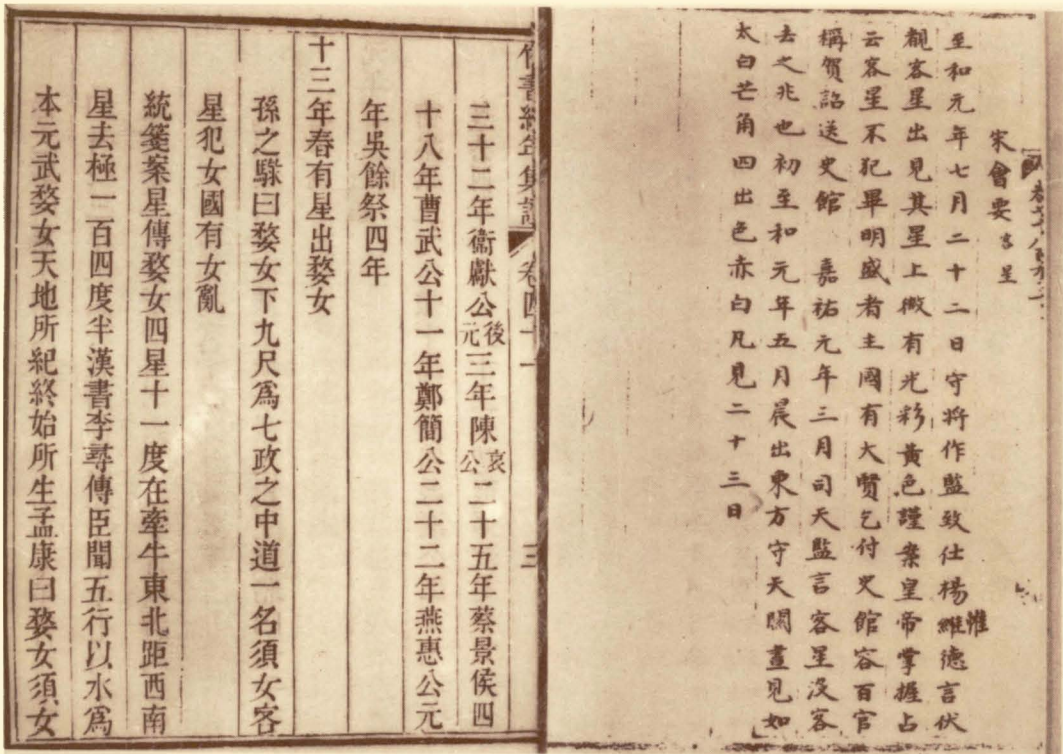 宋會要 客星
至和元年七月二十二日守將作監致仕楊維德言伏
惟
覩客星出見其星上微有光彩黃色謹案皇帝掌握占
云客星不犯畢明盛者主國有大賢乞付史館容百官
稱賀詔送史館 嘉祐元年三月司天監言客星沒客
去之兆也初至和元年五月晨出東方守天關晝見如
太白芒角四出色赤白凡見二十三日
竹書紀年集證 卷四十一 三
三十二年衞獻公後元三年陳哀公二十五年蔡景侯四
十八年曹武公十一年鄭簡公二十二年燕惠公元
年吳餘祭四年
十三年春有星出婺女
孫之騄曰婺女下九尺爲七政之中道一名須女客
星犯女國有女亂
統箋案星傳婺女四星十一度在牽牛東北距西南
星去極一百四度半漢書李尋傳臣聞五行以水爲
本元武婺女天地所紀終始所生孟康曰婺女須女